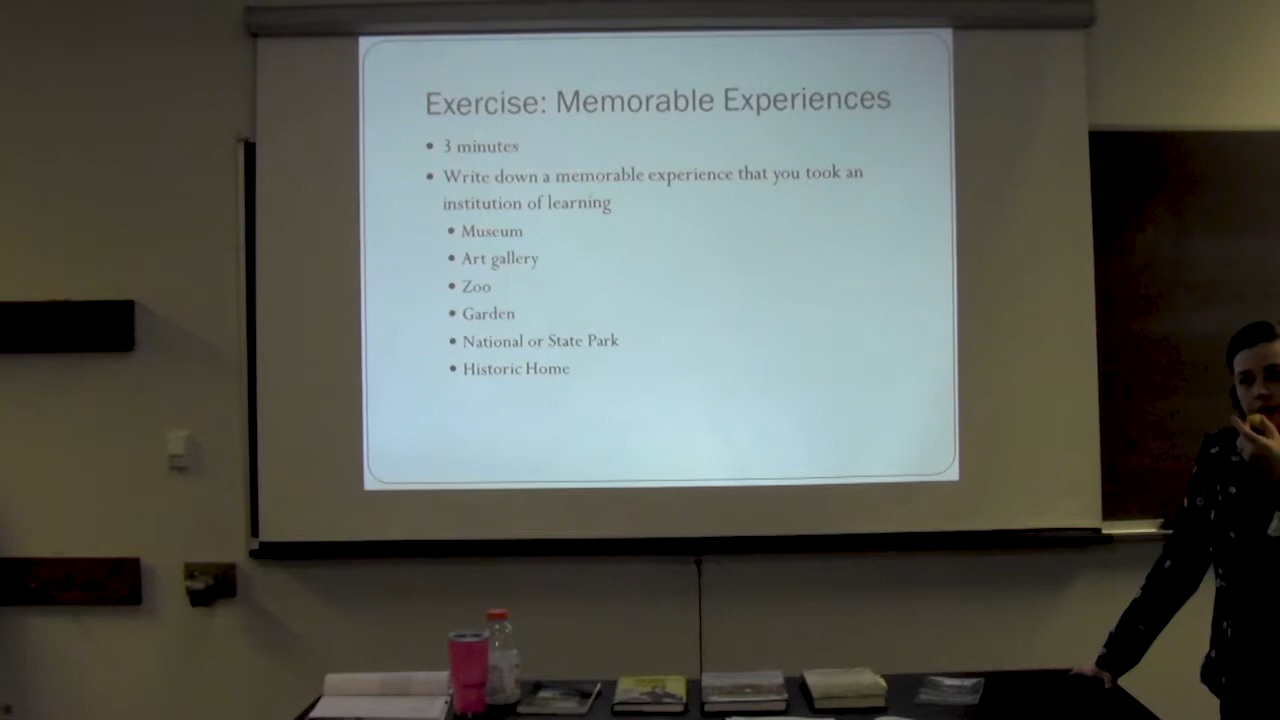 Exercise: Memorable Experiences
• 3 minutes
• Write down a memorable experience that you took an
institution of learning
• Museum
• Art gallery
• Zoo
• Garden
• National or State Park
• Historic Home